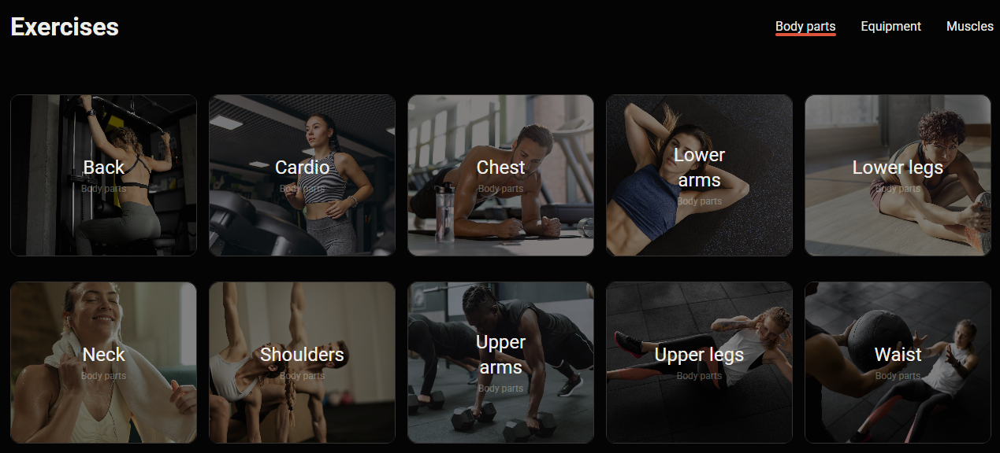 Exercises
Body parts Equipment Muscles
Back
Body parts
Cardio
Body parts
Chest
Body parts
Lower
arms
Body parts
Lower legs
Body parts
Neck
Body parts
Shoulders
Body parts
Upper
arms
Body parts
Upper legs
Body parts
Waist
Body parts